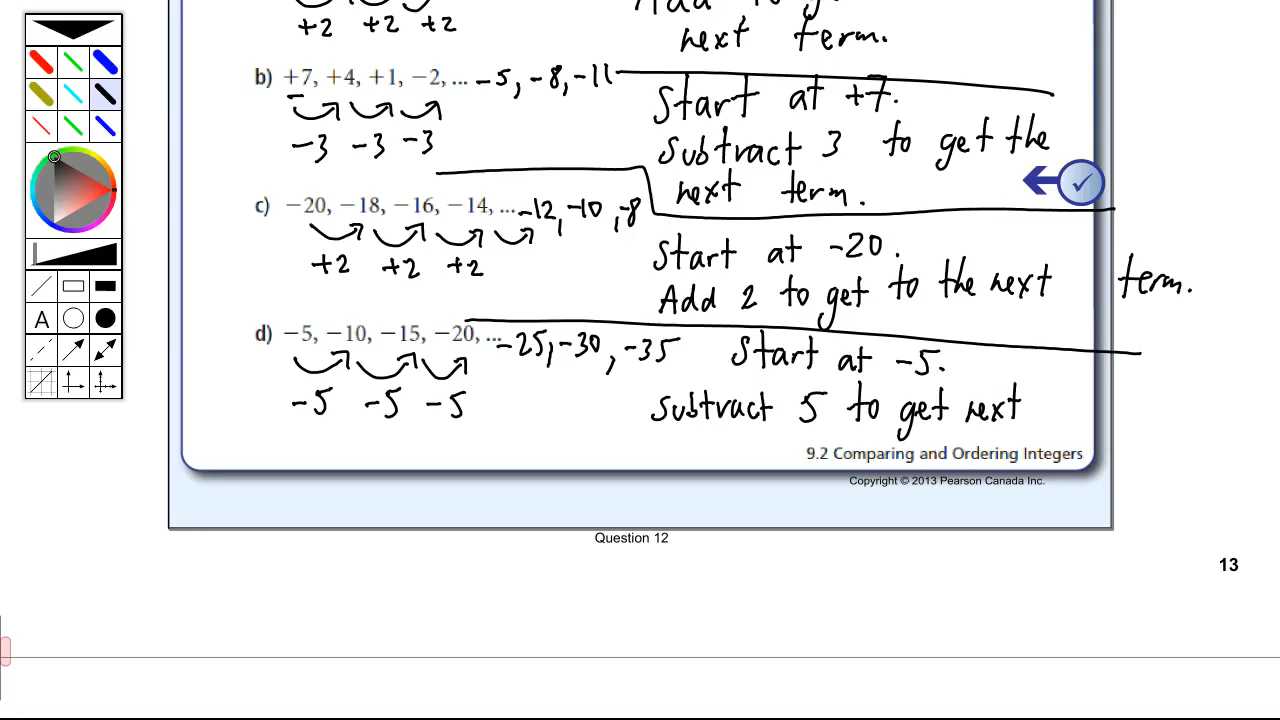 +2 +2 +2
next term.
b) +7, +4, +1, −2, ... −5, −8, −11
Start at +7.
−3 −3 −3
Subtract 3 to get the
next term.
c) −20, −18, −16, −14, ... −12, −10, −8
+2 +2 +2
Start at −20.
Add 2 to get to the next term.
d) −5, −10, −15, −20, ... −25, −30, −35
Start at −5.
−5 −5 −5
Subtract 5 to get next
9.2 Comparing and Ordering Integers
Copyright © 2013 Pearson Canada Inc.
Question 12
13
A